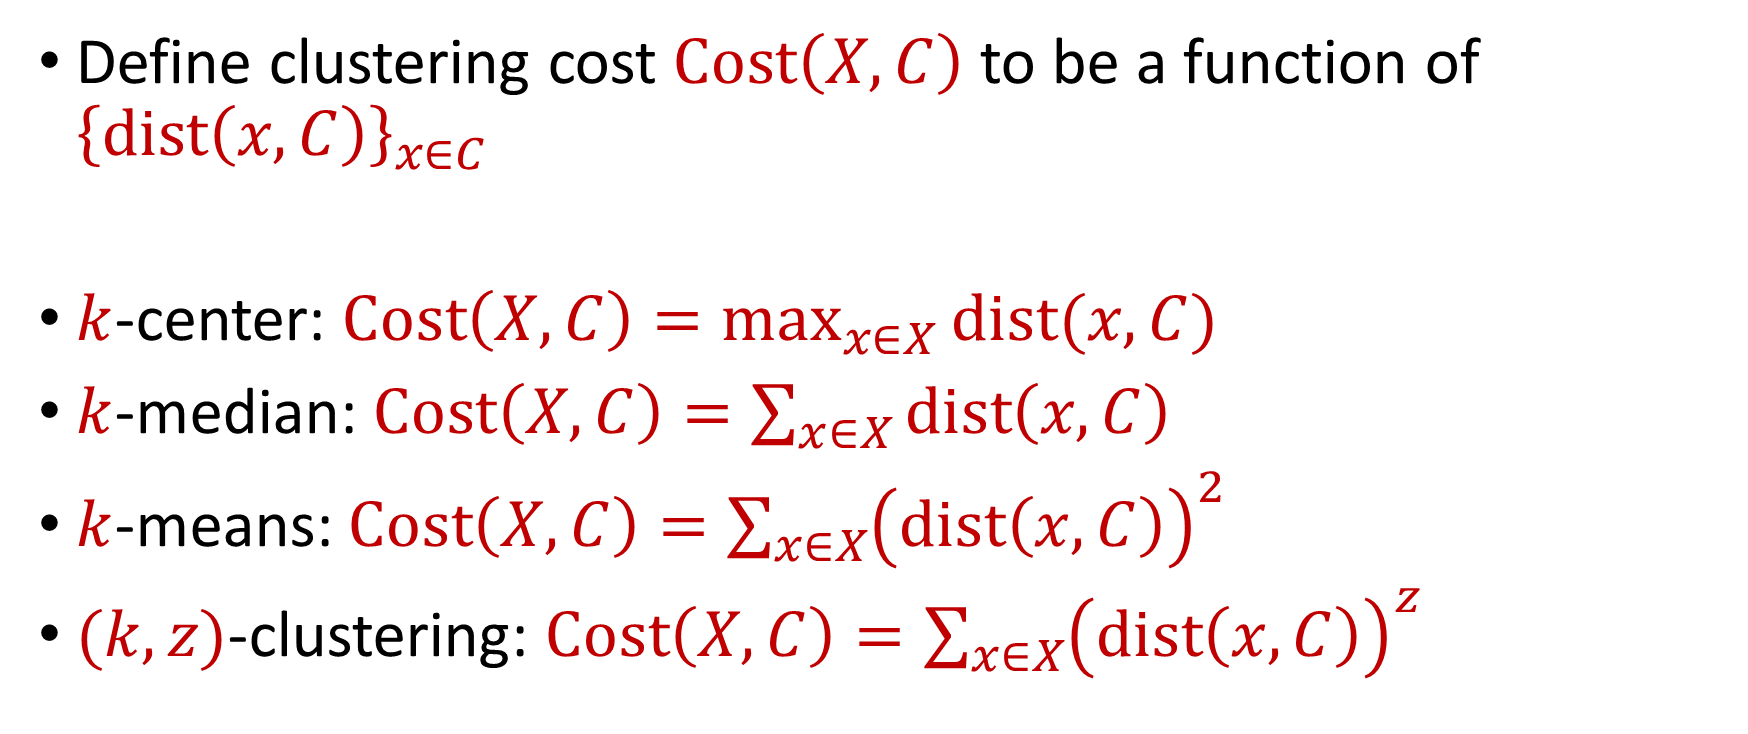 • Define clustering cost Cost(𝑋, 𝐶) to be a function of
{dist(𝑥, 𝐶)}ₓ∈𝐶
• 𝑘-center: Cost(𝑋, 𝐶) = maxₓ∈𝑋 dist(𝑥, 𝐶)
• 𝑘-median: Cost(𝑋, 𝐶) = ∑ₓ∈𝑋 dist(𝑥, 𝐶)
• 𝑘-means: Cost(𝑋, 𝐶) = ∑ₓ∈𝑋(dist(𝑥, 𝐶))²
• (𝑘, 𝑧)-clustering: Cost(𝑋, 𝐶) = ∑ₓ∈𝑋(dist(𝑥, 𝐶))ᶻ